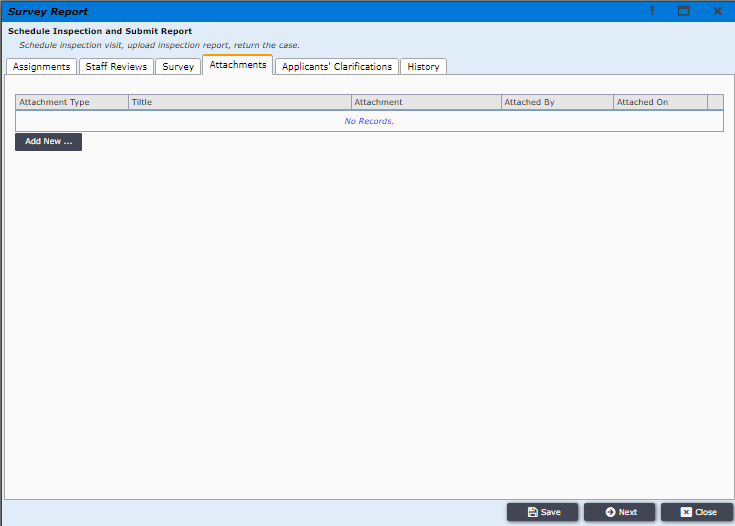 Survey Report
Schedule Inspection and Submit Report
Schedule inspection visit, upload inspection report, return the case.
Assignments Staff Reviews Survey Attachments Applicants' Clarifications History
Attachment Type Tiltle Attachment Attached By Attached On
No Records.
Add New ...
Save Next Close